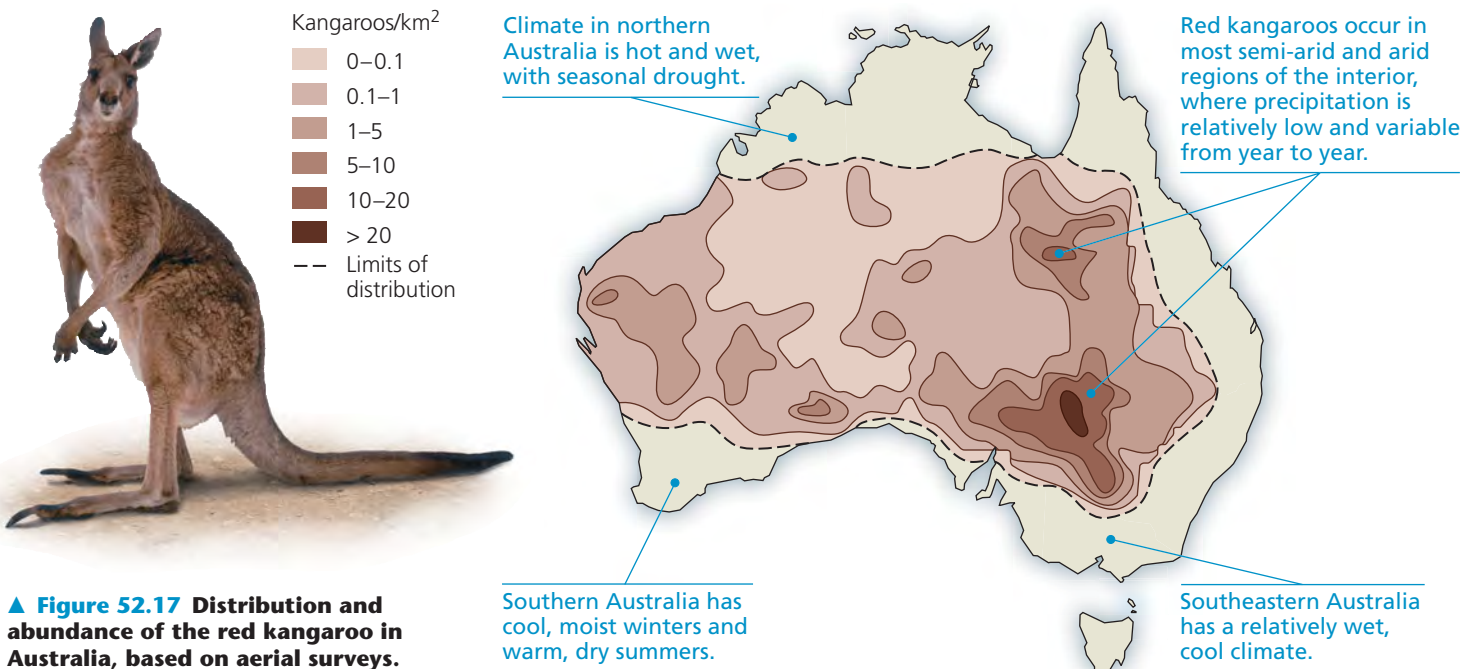 Kangaroos/km²
0–0.1
0.1–1
1–5
5–10
10–20
> 20
Limits of
distribution
Climate in northern
Australia is hot and wet,
with seasonal drought.
Red kangaroos occur in
most semi-arid and arid
regions of the interior,
where precipitation is
relatively low and variable
from year to year.
Southern Australia has
cool, moist winters and
warm, dry summers.
Southeastern Australia
has a relatively wet,
cool climate.
▲ Figure 52.17 Distribution and
abundance of the red kangaroo in
Australia, based on aerial surveys.